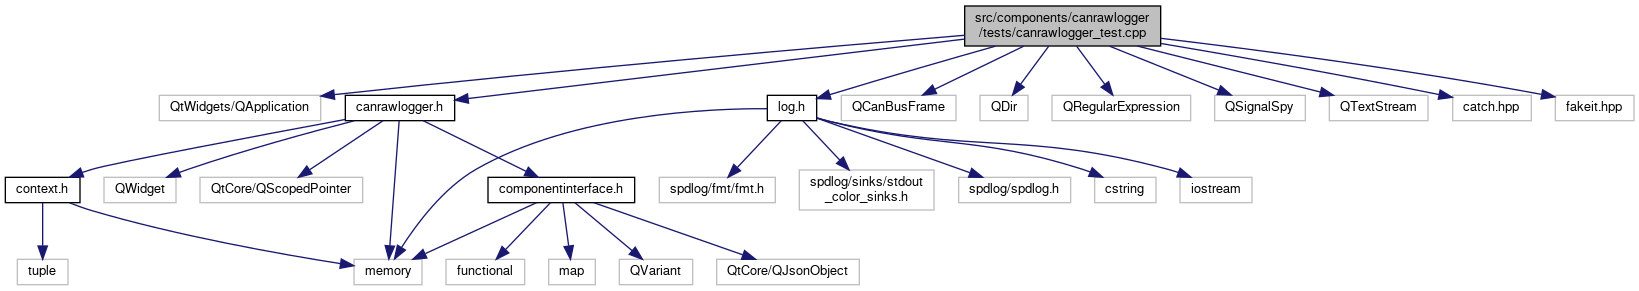 src/components/canrawlogger
/tests/canrawlogger_test.cpp
QtWidgets/QApplication
canrawlogger.h
log.h
QCanBusFrame
QDir
QRegularExpression
QSignalSpy
QTextStream
catch.hpp
fakeit.hpp
context.h
QWidget
QtCore/QScopedPointer
componentinterface.h
spdlog/fmt/fmt.h
spdlog/sinks/stdout
_color_sinks.h
spdlog/spdlog.h
cstring
iostream
tuple
memory
functional
map
QVariant
QtCore/QJsonObject